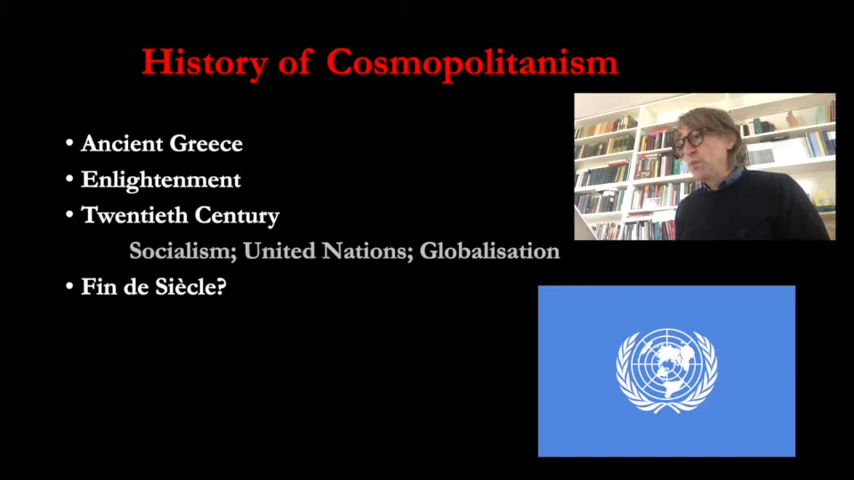 History of Cosmopolitanism
• Ancient Greece
• Enlightenment
• Twentieth Century
Socialism; United Nations; Globalisation
• Fin de Siècle?